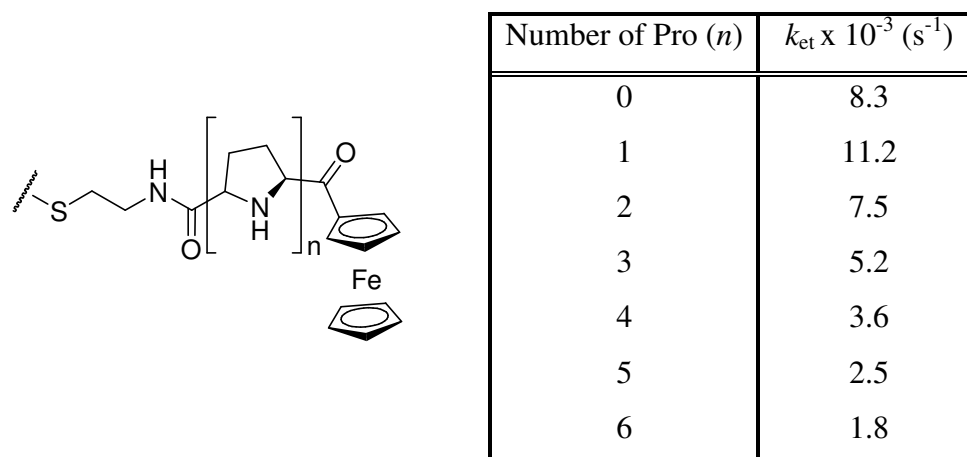 Number of Pro (n) k_et x 10^-3 (s^-1)
0 8.3
1 11.2
2 7.5
3 5.2
4 3.6
5 2.5
6 1.8
S
H
N
O
N
H
n
O
Fe